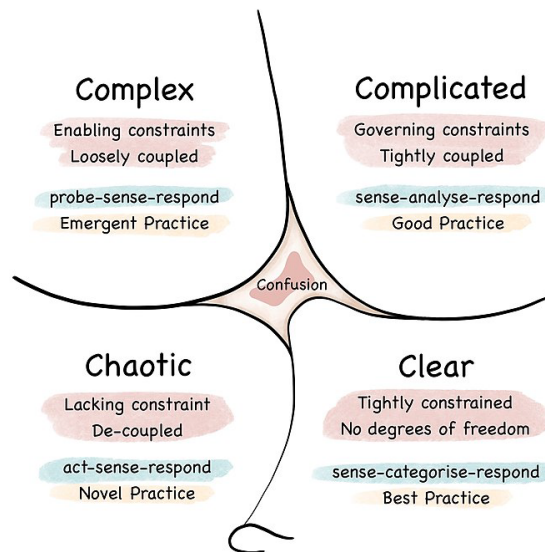 Complex
Enabling constraints
Loosely coupled
probe-sense-respond
Emergent Practice
Complicated
Governing constraints
Tightly coupled
sense-analyse-respond
Good Practice
Confusion
Chaotic
Lacking constraint
De-coupled
act-sense-respond
Novel Practice
Clear
Tightly constrained
No degrees of freedom
sense-categorise-respond
Best Practice